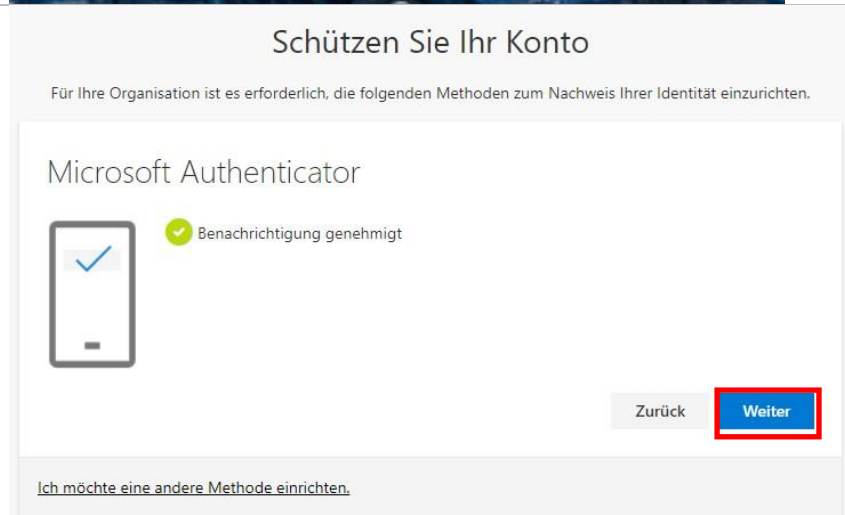 Schützen Sie Ihr Konto
Für Ihre Organisation ist es erforderlich, die folgenden Methoden zum Nachweis Ihrer Identität einzurichten.
Microsoft Authenticator
Benachrichtigung genehmigt
Zurück Weiter
Ich möchte eine andere Methode einrichten.